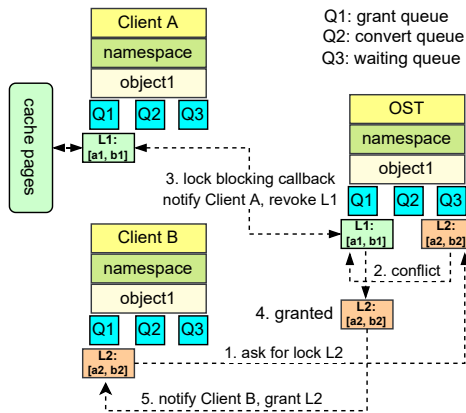 Client A
namespace
object1
Q1 Q2 Q3
L1:
[a1, b1]
cache pages
Q1: grant queue
Q2: convert queue
Q3: waiting queue
OST
namespace
object1
Q1 Q2 Q3
L1:
[a1, b1]
L2:
[a2, b2]
3. lock blocking callback
notify Client A, revoke L1
2. conflict
4. granted
L2:
[a2, b2]
Client B
namespace
object1
Q1 Q2 Q3
L2:
[a2, b2]
1. ask for lock L2
5. notify Client B, grant L2